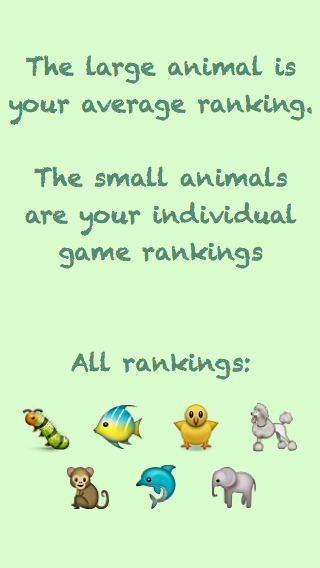 The large animal is
your average ranking.
The small animals
are your individual
game rankings
All rankings: